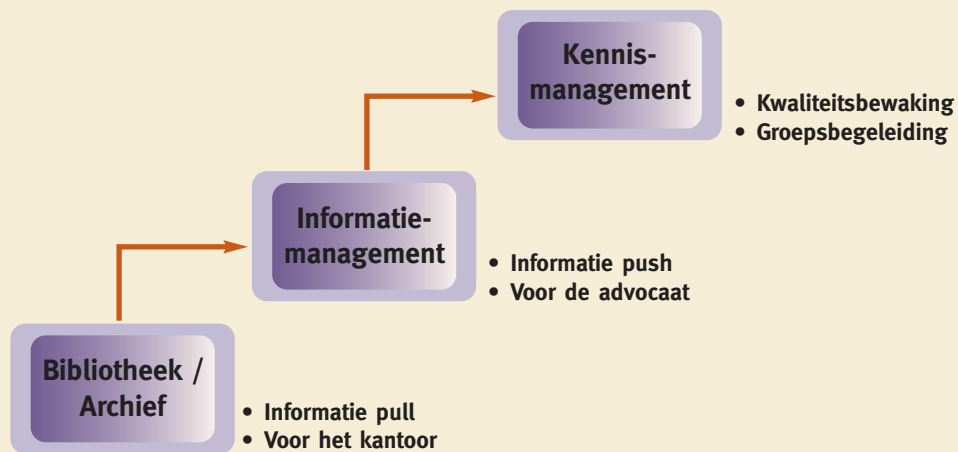 Kennis-
management
• Kwaliteitsbewaking
• Groepsbegeleiding
Informatie-
management
• Informatie push
• Voor de advocaat
Bibliotheek /
Archief
• Informatie pull
• Voor het kantoor